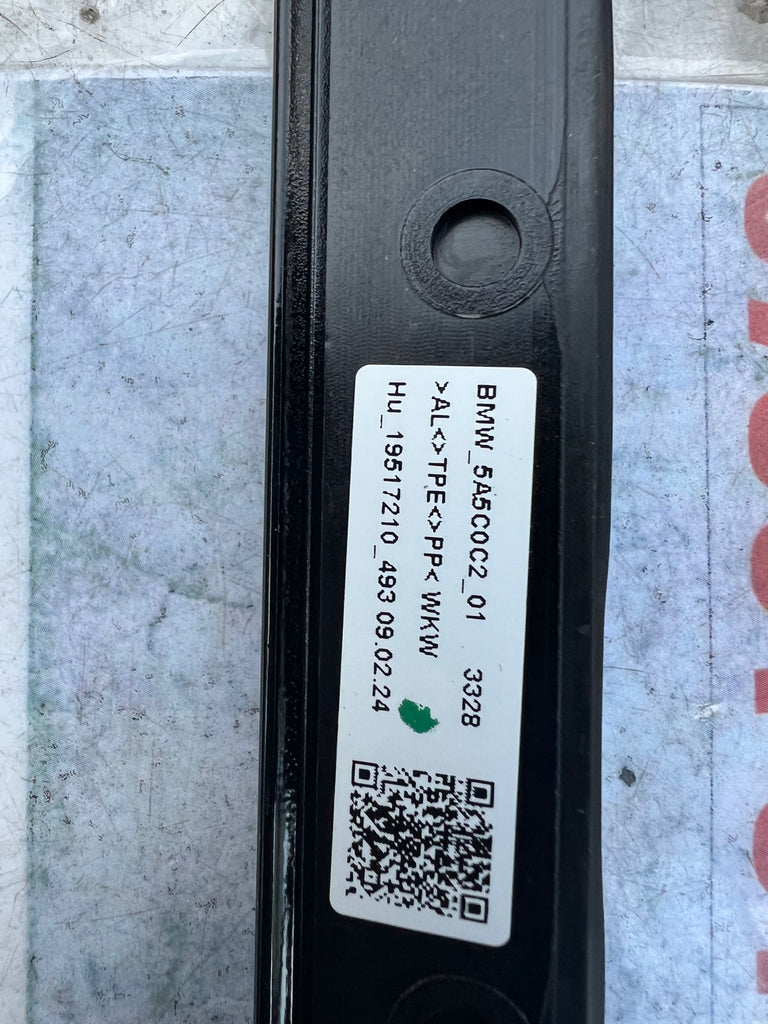 BMW_5A5C0C2_01 3328
>AL<>TPE<>PP< WKW
Hu_19517210_493 09.02.24